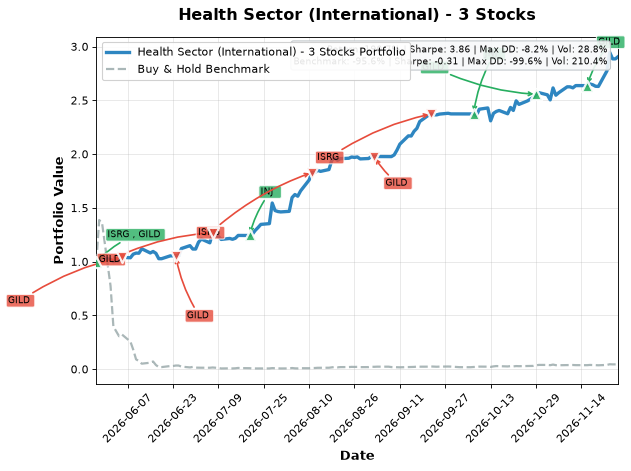 Health Sector (International) - 3 Stocks
Health Sector (International) - 3 Stocks Portfolio
Buy & Hold Benchmark
Sharpe: 3.86 | Max DD: -8.2% | Vol: 28.8%
Benchmark: -95.6% | Sharpe: -0.31 | Max DD: -99.6% | Vol: 210.4%
GILD
ISRG
JNJ
GILD
ISRG , GILD
ISRG
GILD
GILD
GILD
Portfolio Value
3.0
2.5
2.0
1.5
1.0
0.5
0.0
2026-06-07
2026-06-23
2026-07-09
2026-07-25
2026-08-10
2026-08-26
2026-09-11
2026-09-27
2026-10-13
2026-10-29
2026-11-14
Date